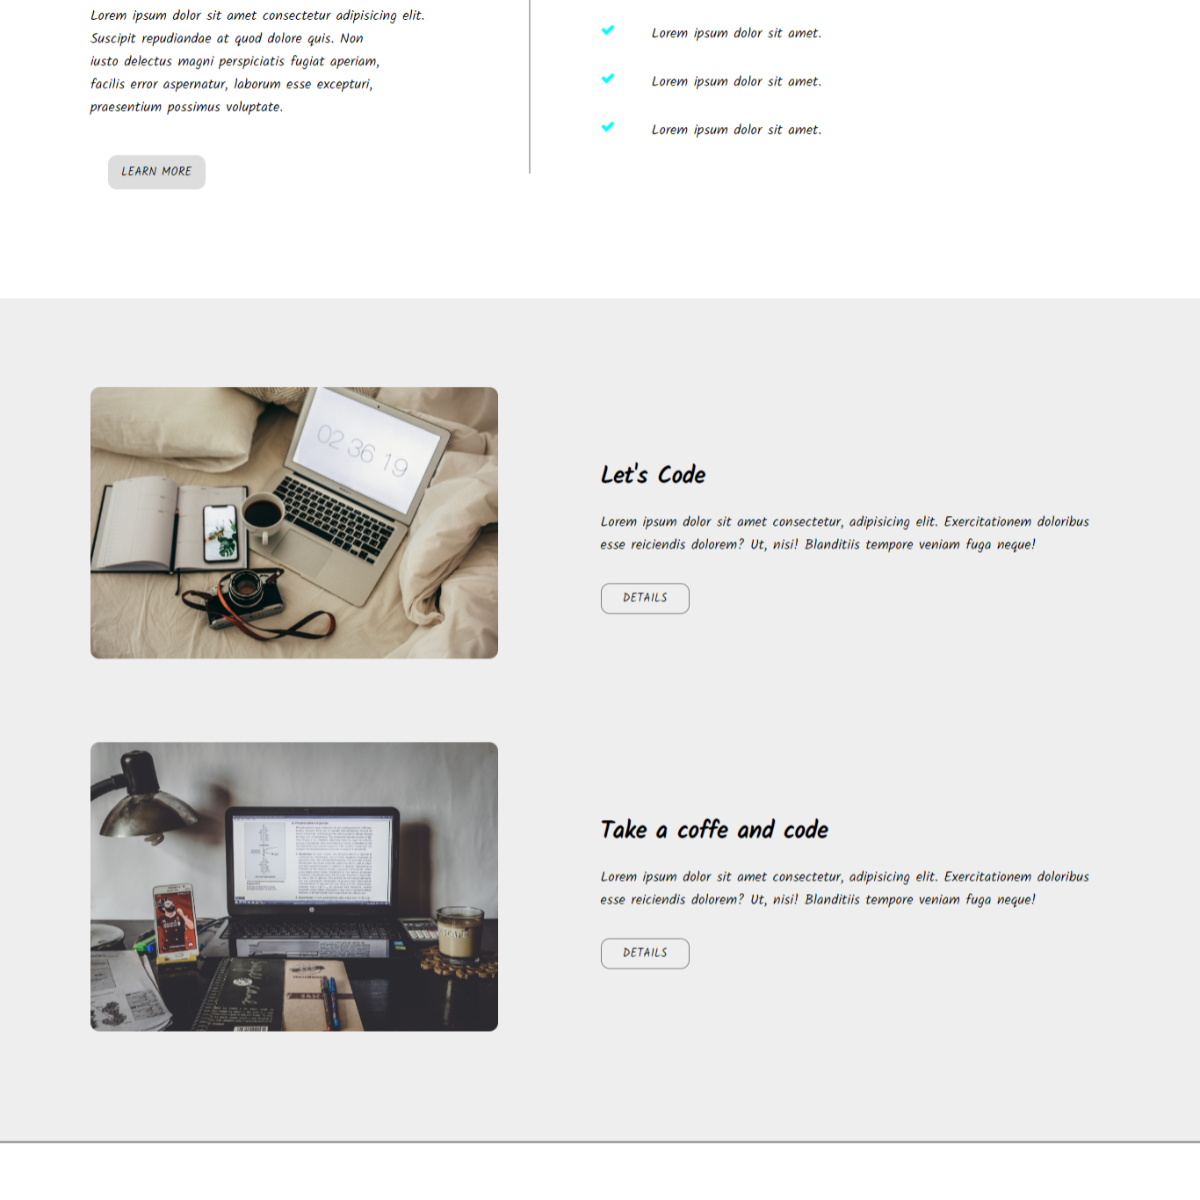 Lorem ipsum dolor sit amet consectetur adipisicing elit.
Suscipit repudiandae at quod dolore quis. Non
iusto delectus magni perspiciatis fugiat aperiam,
facilis error aspernatur, laborum esse excepturi,
praesentium possimus voluptate.
LEARN MORE
Lorem ipsum dolor sit amet.
Lorem ipsum dolor sit amet.
Lorem ipsum dolor sit amet.
02 36 19
Let's Code
Lorem ipsum dolor sit amet consectetur, adipisicing elit. Exercitationem doloribus
esse reiciendis dolorem? Ut, nisi! Blanditiis tempore veniam fuga neque!
DETAILS
Take a coffe and code
Lorem ipsum dolor sit amet consectetur, adipisicing elit. Exercitationem doloribus
esse reiciendis dolorem? Ut, nisi! Blanditiis tempore veniam fuga neque!
DETAILS